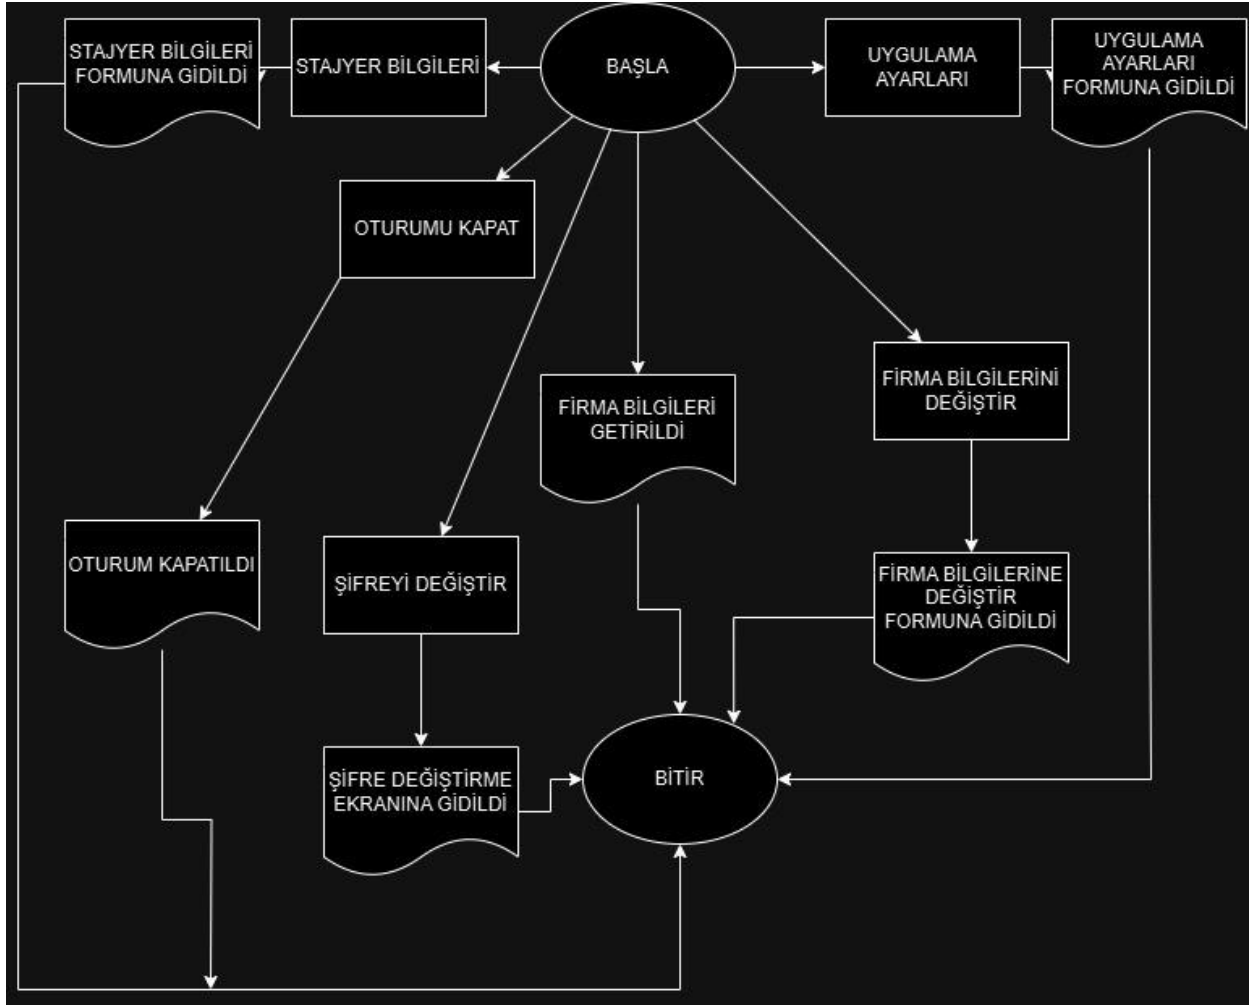 STAJYER BİLGİLERİ
FORMUNA GİDİLDİ
STAJYER BİLGİLERİ
BAŞLA
UYGULAMA
AYARLARI
UYGULAMA
AYARLARI
FORMUNA GİDİLDİ
OTURUMU KAPAT
FİRMA BİLGİLERİNİ
DEĞİŞTİR
FİRMA BİLGİLERİ
GETİRİLDİ
OTURUM KAPATILDI
ŞİFREYİ DEĞİŞTİR
FİRMA BİLGİLERİNE
DEĞİŞTİR
FORMUNA GİDİLDİ
ŞİFRE DEĞİŞTİRME
EKRANINA GİDİLDİ
BİTİR